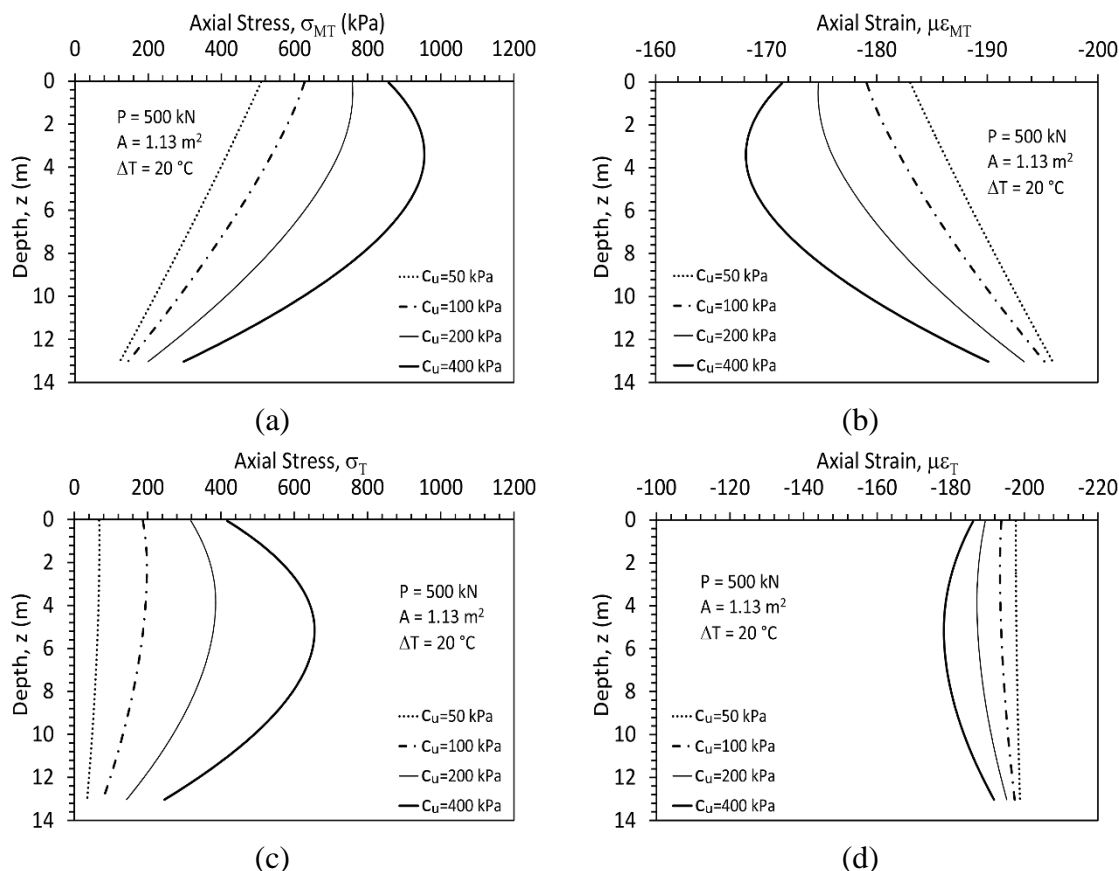 Axial Stress, σMT (kPa)
0 200 400 600 800 1000 1200
0
2
4
6
8
10
12
14
Depth, z (m)
P = 500 kN
A = 1.13 m²
ΔT = 20 °C
Cu=50 kPa
Cu=100 kPa
Cu=200 kPa
Cu=400 kPa
(a)
Axial Strain, μεMT
-160 -170 -180 -190 -200
0
2
4
6
8
10
12
14
Depth, z (m)
P = 500 kN
A = 1.13 m²
ΔT = 20 °C
Cu=50 kPa
Cu=100 kPa
Cu=200 kPa
Cu=400 kPa
(b)
Axial Stress, σT
0 200 400 600 800 1000 1200
0
2
4
6
8
10
12
14
Depth, z (m)
P = 500 kN
A = 1.13 m²
ΔT = 20 °C
Cu=50 kPa
Cu=100 kPa
Cu=200 kPa
Cu=400 kPa
(c)
Axial Strain, μεT
-100 -120 -140 -160 -180 -200 -220
0
2
4
6
8
10
12
14
Depth, z (m)
P = 500 kN
A = 1.13 m²
ΔT = 20 °C
Cu=50 kPa
Cu=100 kPa
Cu=200 kPa
Cu=400 kPa
(d)